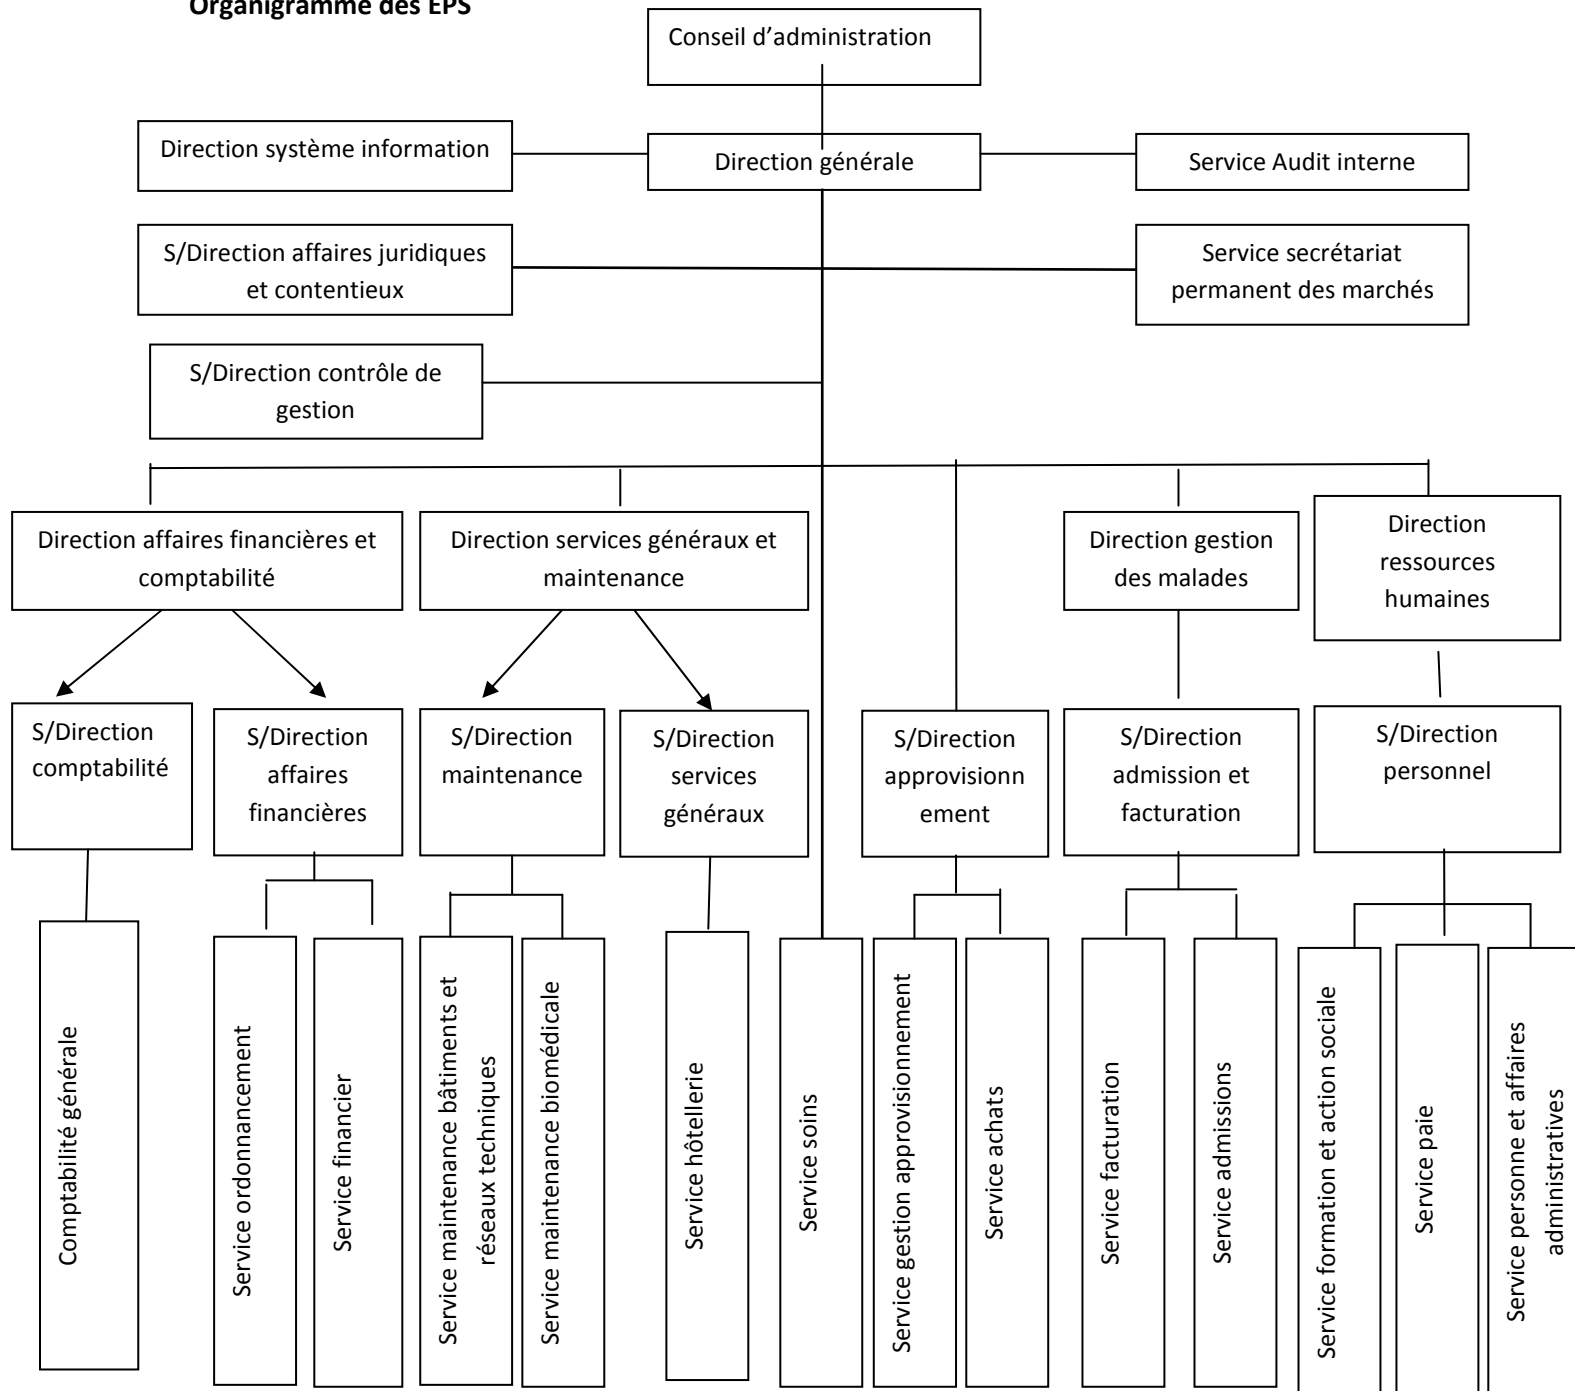 Organigramme des EPS
Conseil d'administration
Direction système information
Direction générale
Service Audit interne
S/Direction affaires juridiques
et contentieux
Service secrétariat
permanent des marchés
S/Direction contrôle de
gestion
Direction affaires financières et
comptabilité
Direction services généraux et
maintenance
Direction gestion
des malades
Direction
ressources
humaines
S/Direction
comptabilité
S/Direction
affaires
financières
S/Direction
maintenance
S/Direction
services
généraux
S/Direction
approvisionn
ement
S/Direction
admission et
facturation
S/Direction
personnel
Comptabilité générale
Service ordonnancement
Service financier
Service maintenance bâtiments et
réseaux techniques
Service maintenance biomédicale
Service hôtellerie
Service soins
Service gestion approvisionnement
Service achats
Service facturation
Service admissions
Service formation et action sociale
Service paie
Service personne et affaires
administratives